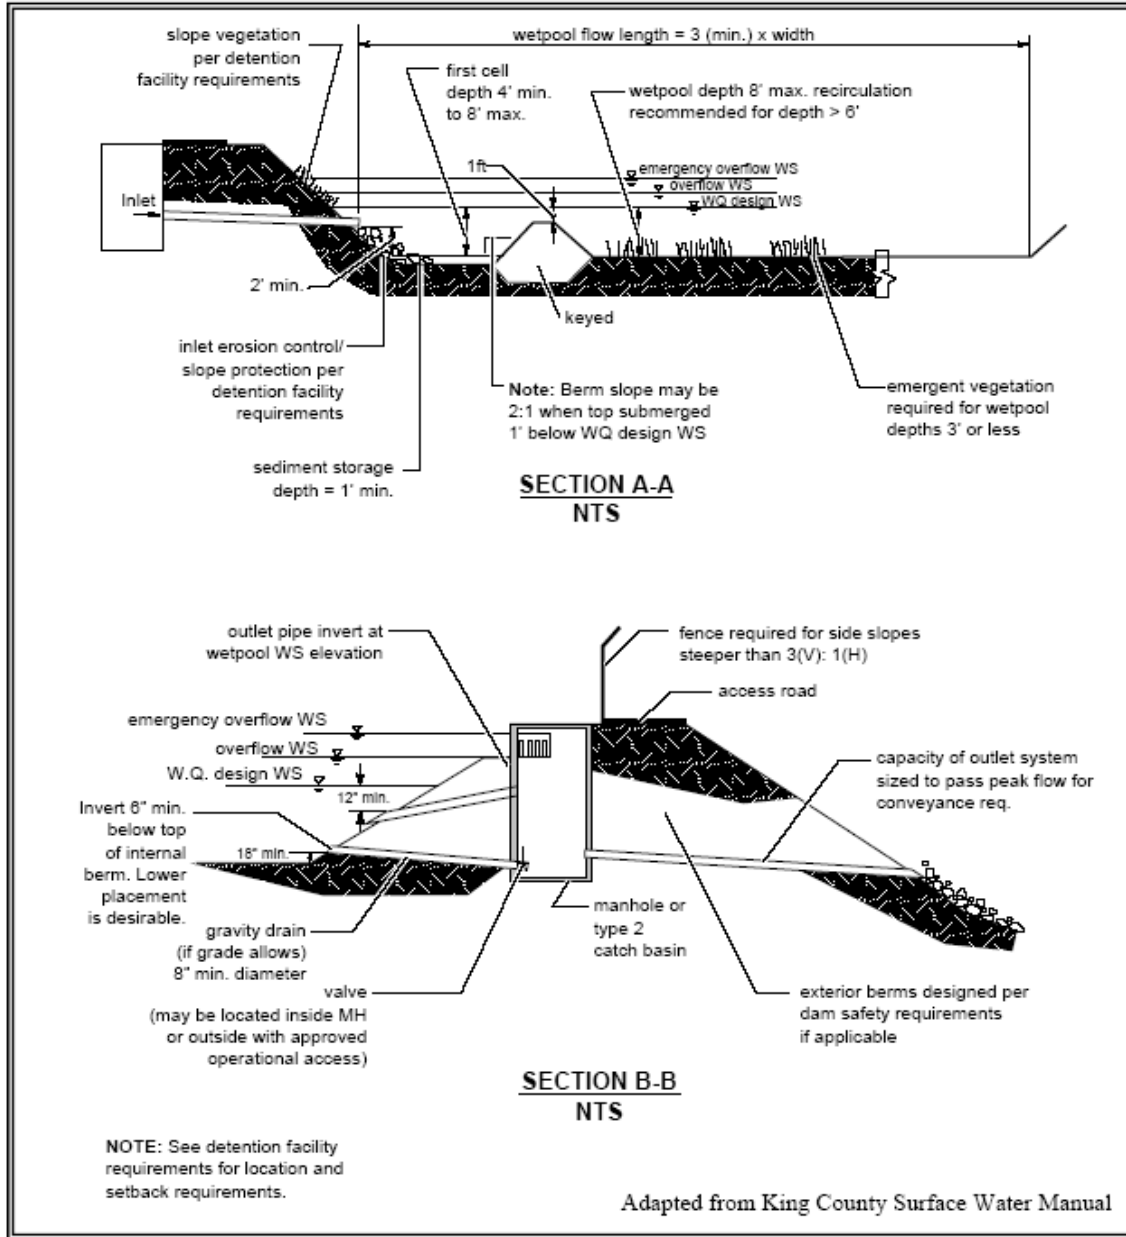 slope vegetation
per detention
facility requirements
wetpool flow length = 3 (min.) x width
first cell
depth 4' min.
to 8' max.
wetpool depth 8' max. recirculation
recommended for depth > 6'
1ft
emergency overflow WS
overflow WS
WQ design WS
Inlet
2' min.
keyed
inlet erosion control/
slope protection per
detention facility
requirements
Note: Berm slope may be
2:1 when top submerged
1' below WQ design WS
emergent vegetation
required for wetpool
depths 3' or less
sediment storage
depth = 1' min.
SECTION A-A
NTS
outlet pipe invert at
wetpool WS elevation
fence required for side slopes
steeper than 3(V): 1(H)
access road
emergency overflow WS
overflow WS
W.Q. design WS
12" min.
capacity of outlet system
sized to pass peak flow for
conveyance req.
Invert 6" min.
below top
of internal
berm. Lower
placement
is desirable.
18" min.
gravity drain
(if grade allows)
8" min. diameter
manhole or
type 2
catch basin
valve
(may be located inside MH
or outside with approved
operational access)
exterior berms designed per
dam safety requirements
if applicable
SECTION B-B
NTS
NOTE: See detention facility
requirements for location and
setback requirements.
Adapted from King County Surface Water Manual